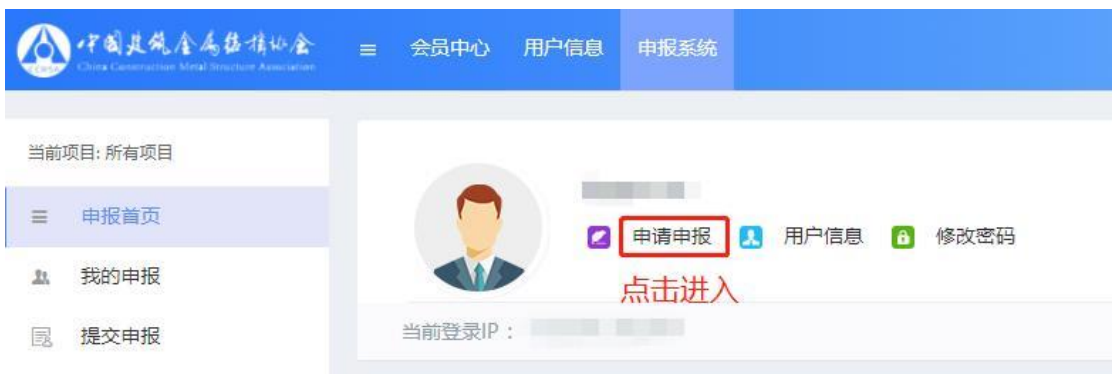 中国建筑金属结构协会
China Construction Metal Structure Association
会员中心 用户信息 申报系统
当前项目: 所有项目
申报首页
我的申报
提交申报
申请申报 用户信息 修改密码
点击进入
当前登录IP：